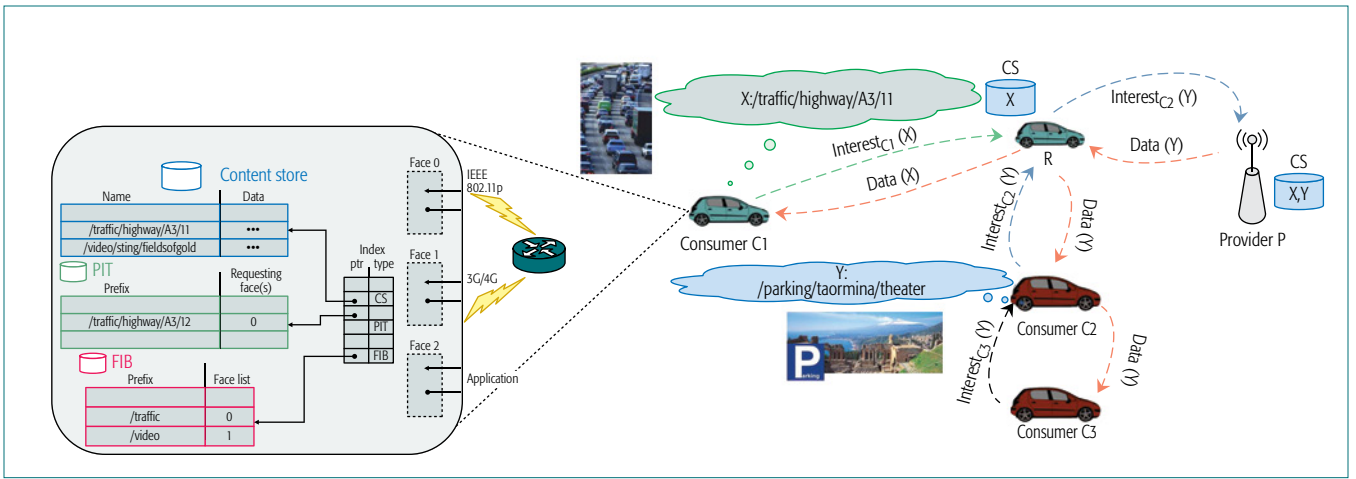 Content store
Name
Data
/traffic/highway/A3/11
•••
/video/sting/fieldsofgold
•••
PIT
Prefix
Requesting
face(s)
/traffic/highway/A3/12
0
FIB
Prefix
Face list
/traffic
0
/video
1
Index
ptr
type
CS
PIT
FIB
Face 0
IEEE
802.11p
Face 1
3G/4G
Face 2
Application
X:/traffic/highway/A3/11
CS
X
InterestC1 (X)
Data (X)
Consumer C1
R
InterestC2 (Y)
Data (Y)
CS
X,Y
Provider P
InterestC2 (Y)
Data (Y)
Y:
/parking/taormina/theater
P
Parking
Consumer C2
InterestC3 (Y)
Data (Y)
Consumer C3